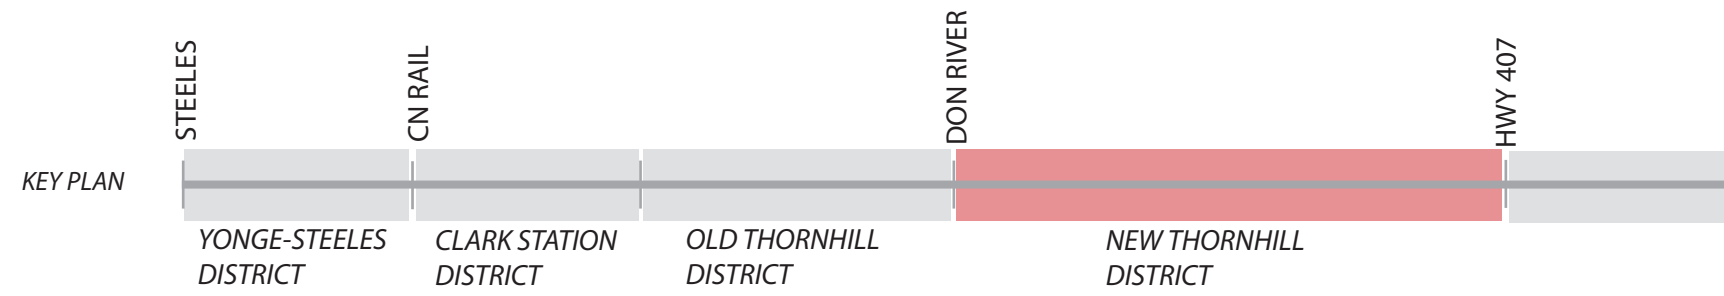 STEELES
CN RAIL
DON RIVER
HWY 407
KEY PLAN
YONGE-STEELES
DISTRICT
CLARK STATION
DISTRICT
OLD THORNHILL
DISTRICT
NEW THORNHILL
DISTRICT